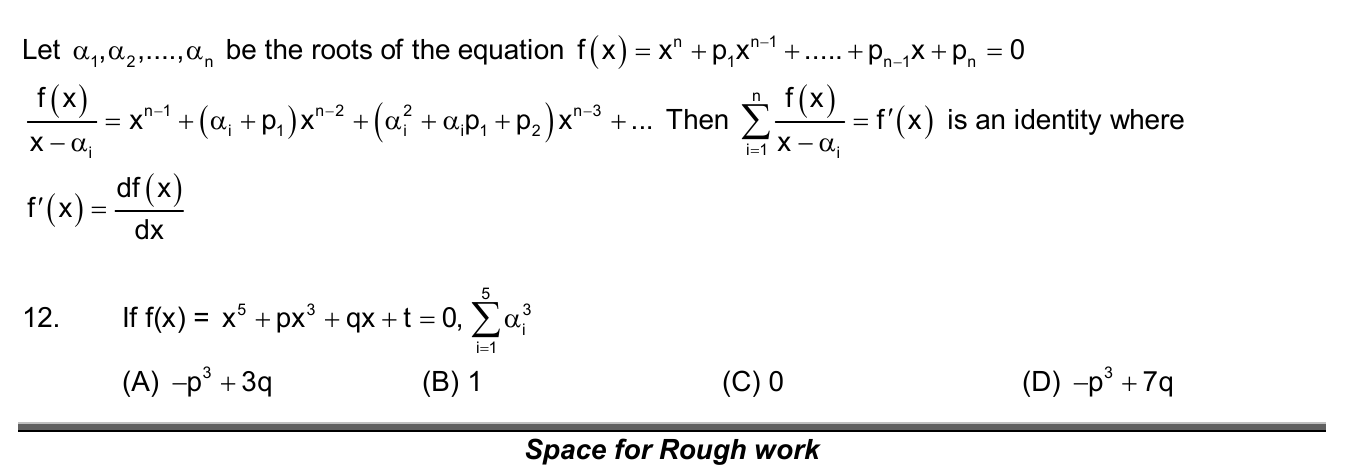 Let α₁,α₂,....,αₙ be the roots of the equation f(x) = xⁿ + p₁xⁿ⁻¹ + ..... + pₙ₋₁x + pₙ = 0
f(x)/(x − αᵢ) = xⁿ⁻¹ + (αᵢ + p₁)xⁿ⁻² + (αᵢ² + αᵢp₁ + p₂)xⁿ⁻³ + ... Then ∑ᵢ₌₁ⁿ f(x)/(x − αᵢ) = f′(x) is an identity where
f′(x) = df(x)/dx
12. If f(x) = x⁵ + px³ + qx + t = 0, ∑ᵢ₌₁⁵ αᵢ³
(A) −p³ + 3q (B) 1 (C) 0 (D) −p³ + 7q
Space for Rough work